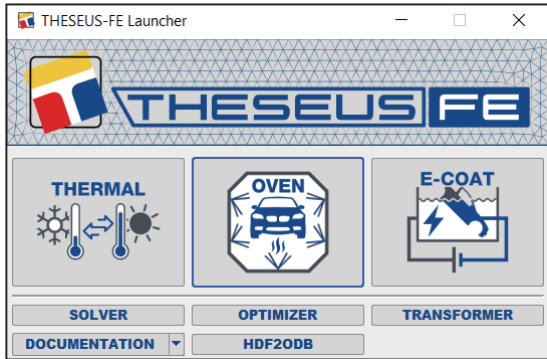 THESEUS-FE Launcher
THESEUS FE
THERMAL
OVEN
E-COAT
SOLVER
OPTIMIZER
TRANSFORMER
DOCUMENTATION
HDF2ODB